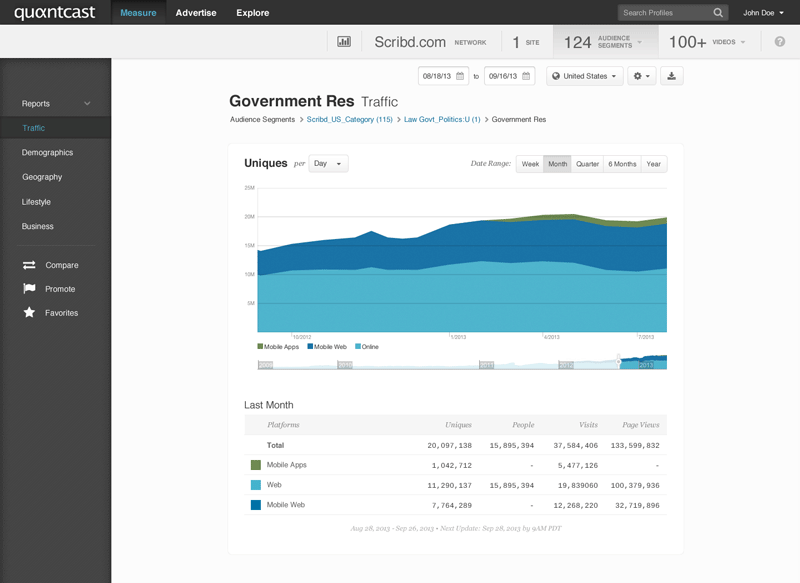 quantcast Measure Advertise Explore Search Profiles John Doe
Scribd.com NETWORK 1 SITE 124 AUDIENCE SEGMENTS 100+ VIDEOS ?
08/18/13 to 09/16/13 United States
Reports
Traffic
Demographics
Geography
Lifestyle
Business
Compare
Promote
Favorites
Government Res Traffic
Audience Segments > Scribd_US_Category (115) > Law Govt_Politics:U (1) > Government Res
Uniques per Day Date Range: Week Month Quarter 6 Months Year
25M
20M
15M
10M
5M
10/2012 1/2013 4/2013 7/2013
Mobile Apps Mobile Web Online
2009 2010 2011 2012 2013
Last Month
Platforms Uniques People Visits Page Views
Total 20,097,138 15,895,394 37,584,406 133,599,832
Mobile Apps 1,042,712 - 5,477,126 -
Web 11,290,137 15,895,394 19,839060 100,379,936
Mobile Web 7,764,289 - 12,268,220 32,719,896
Aug 28, 2013 - Sep 26, 2013 • Next Update: Sep 28, 2013 by 9AM PDT